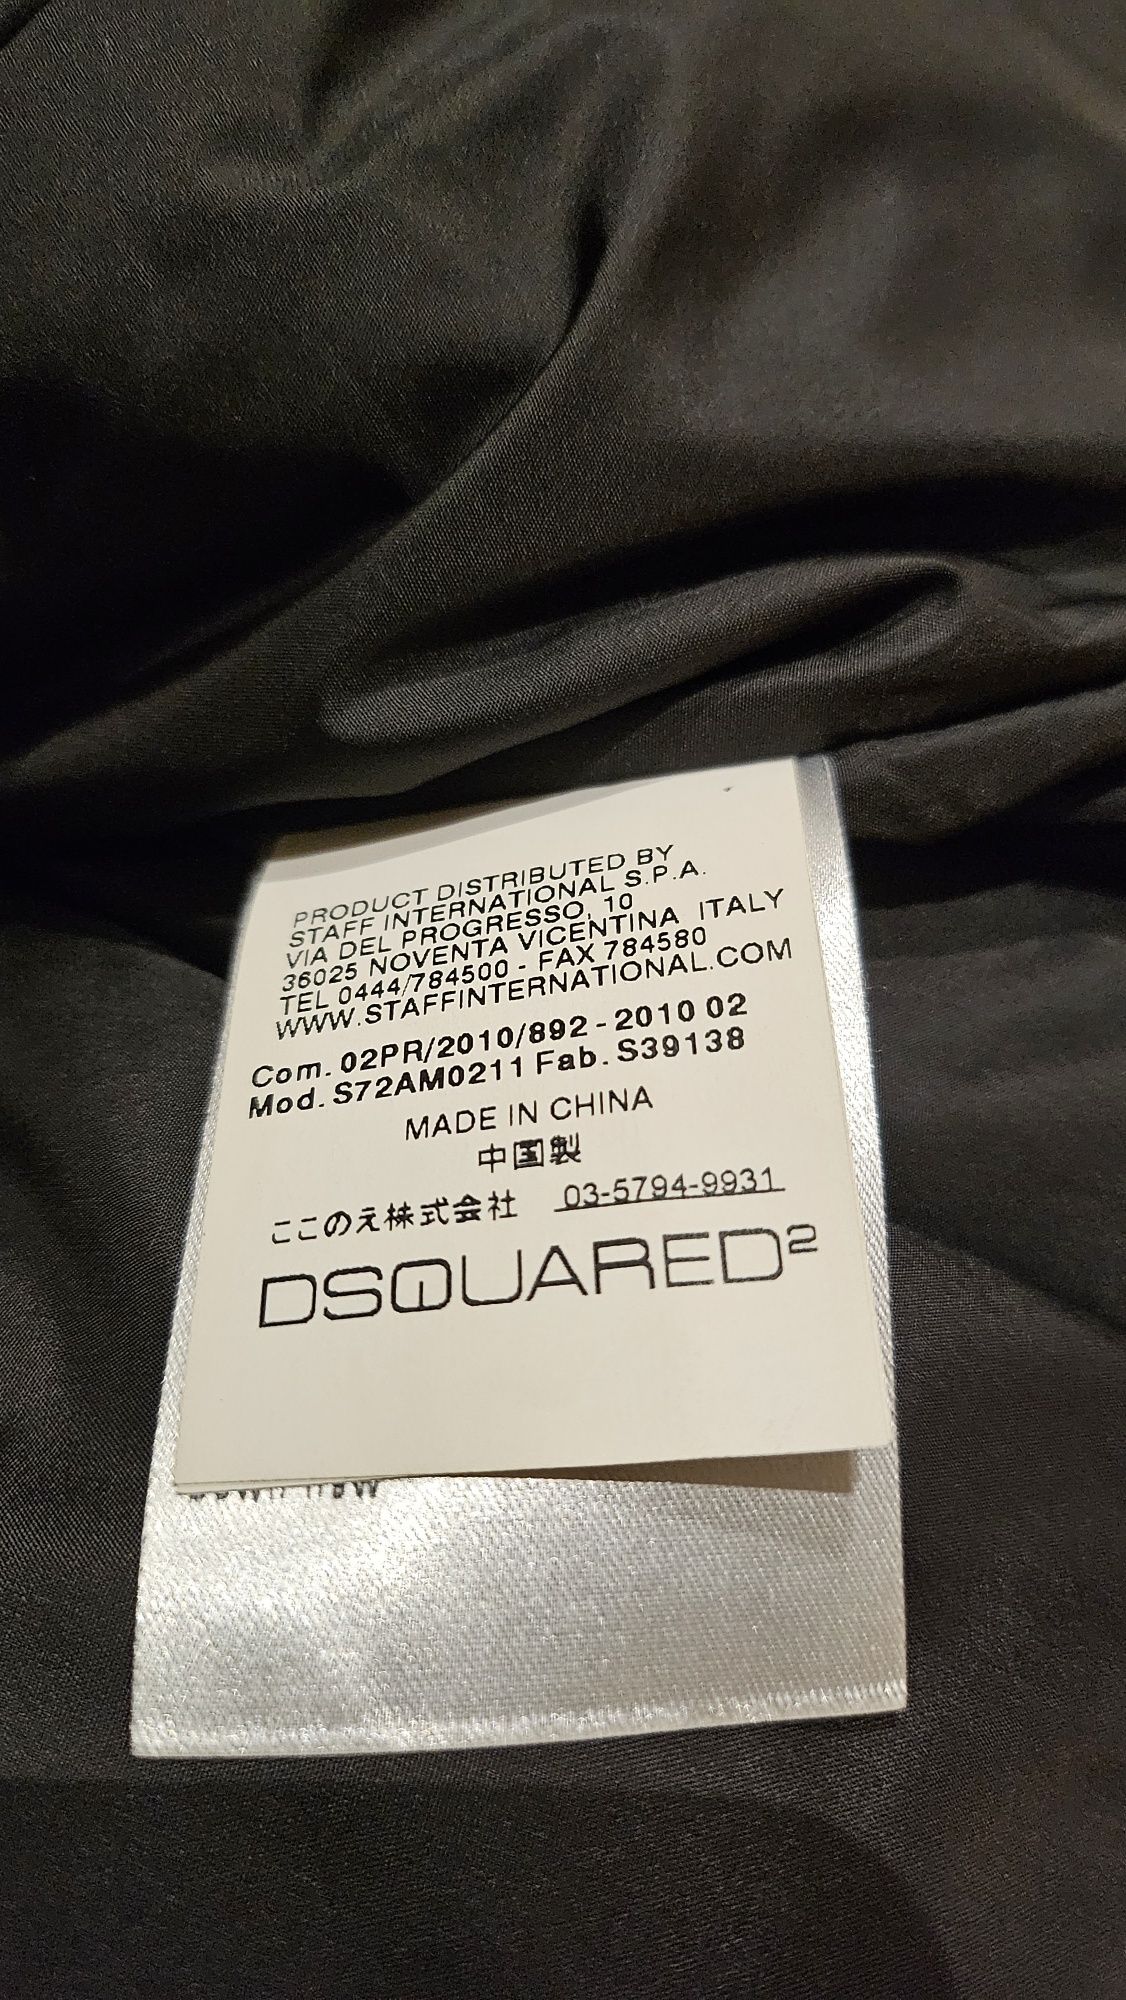 PRODUCT DISTRIBUTED BY
STAFF INTERNATIONAL S.P.A.
VIA DEL PROGRESSO, 10
36025 NOVENTA VICENTINA ITALY
TEL 0444/784500 - FAX 784580
WWW.STAFFINTERNATIONAL.COM
Com. 02PR/2010/892 - 2010 02
Mod. S72AM0211 Fab. S39138
MADE IN CHINA
中国製
ここのえ株式会社 03-5794-9931
DSQUARED2